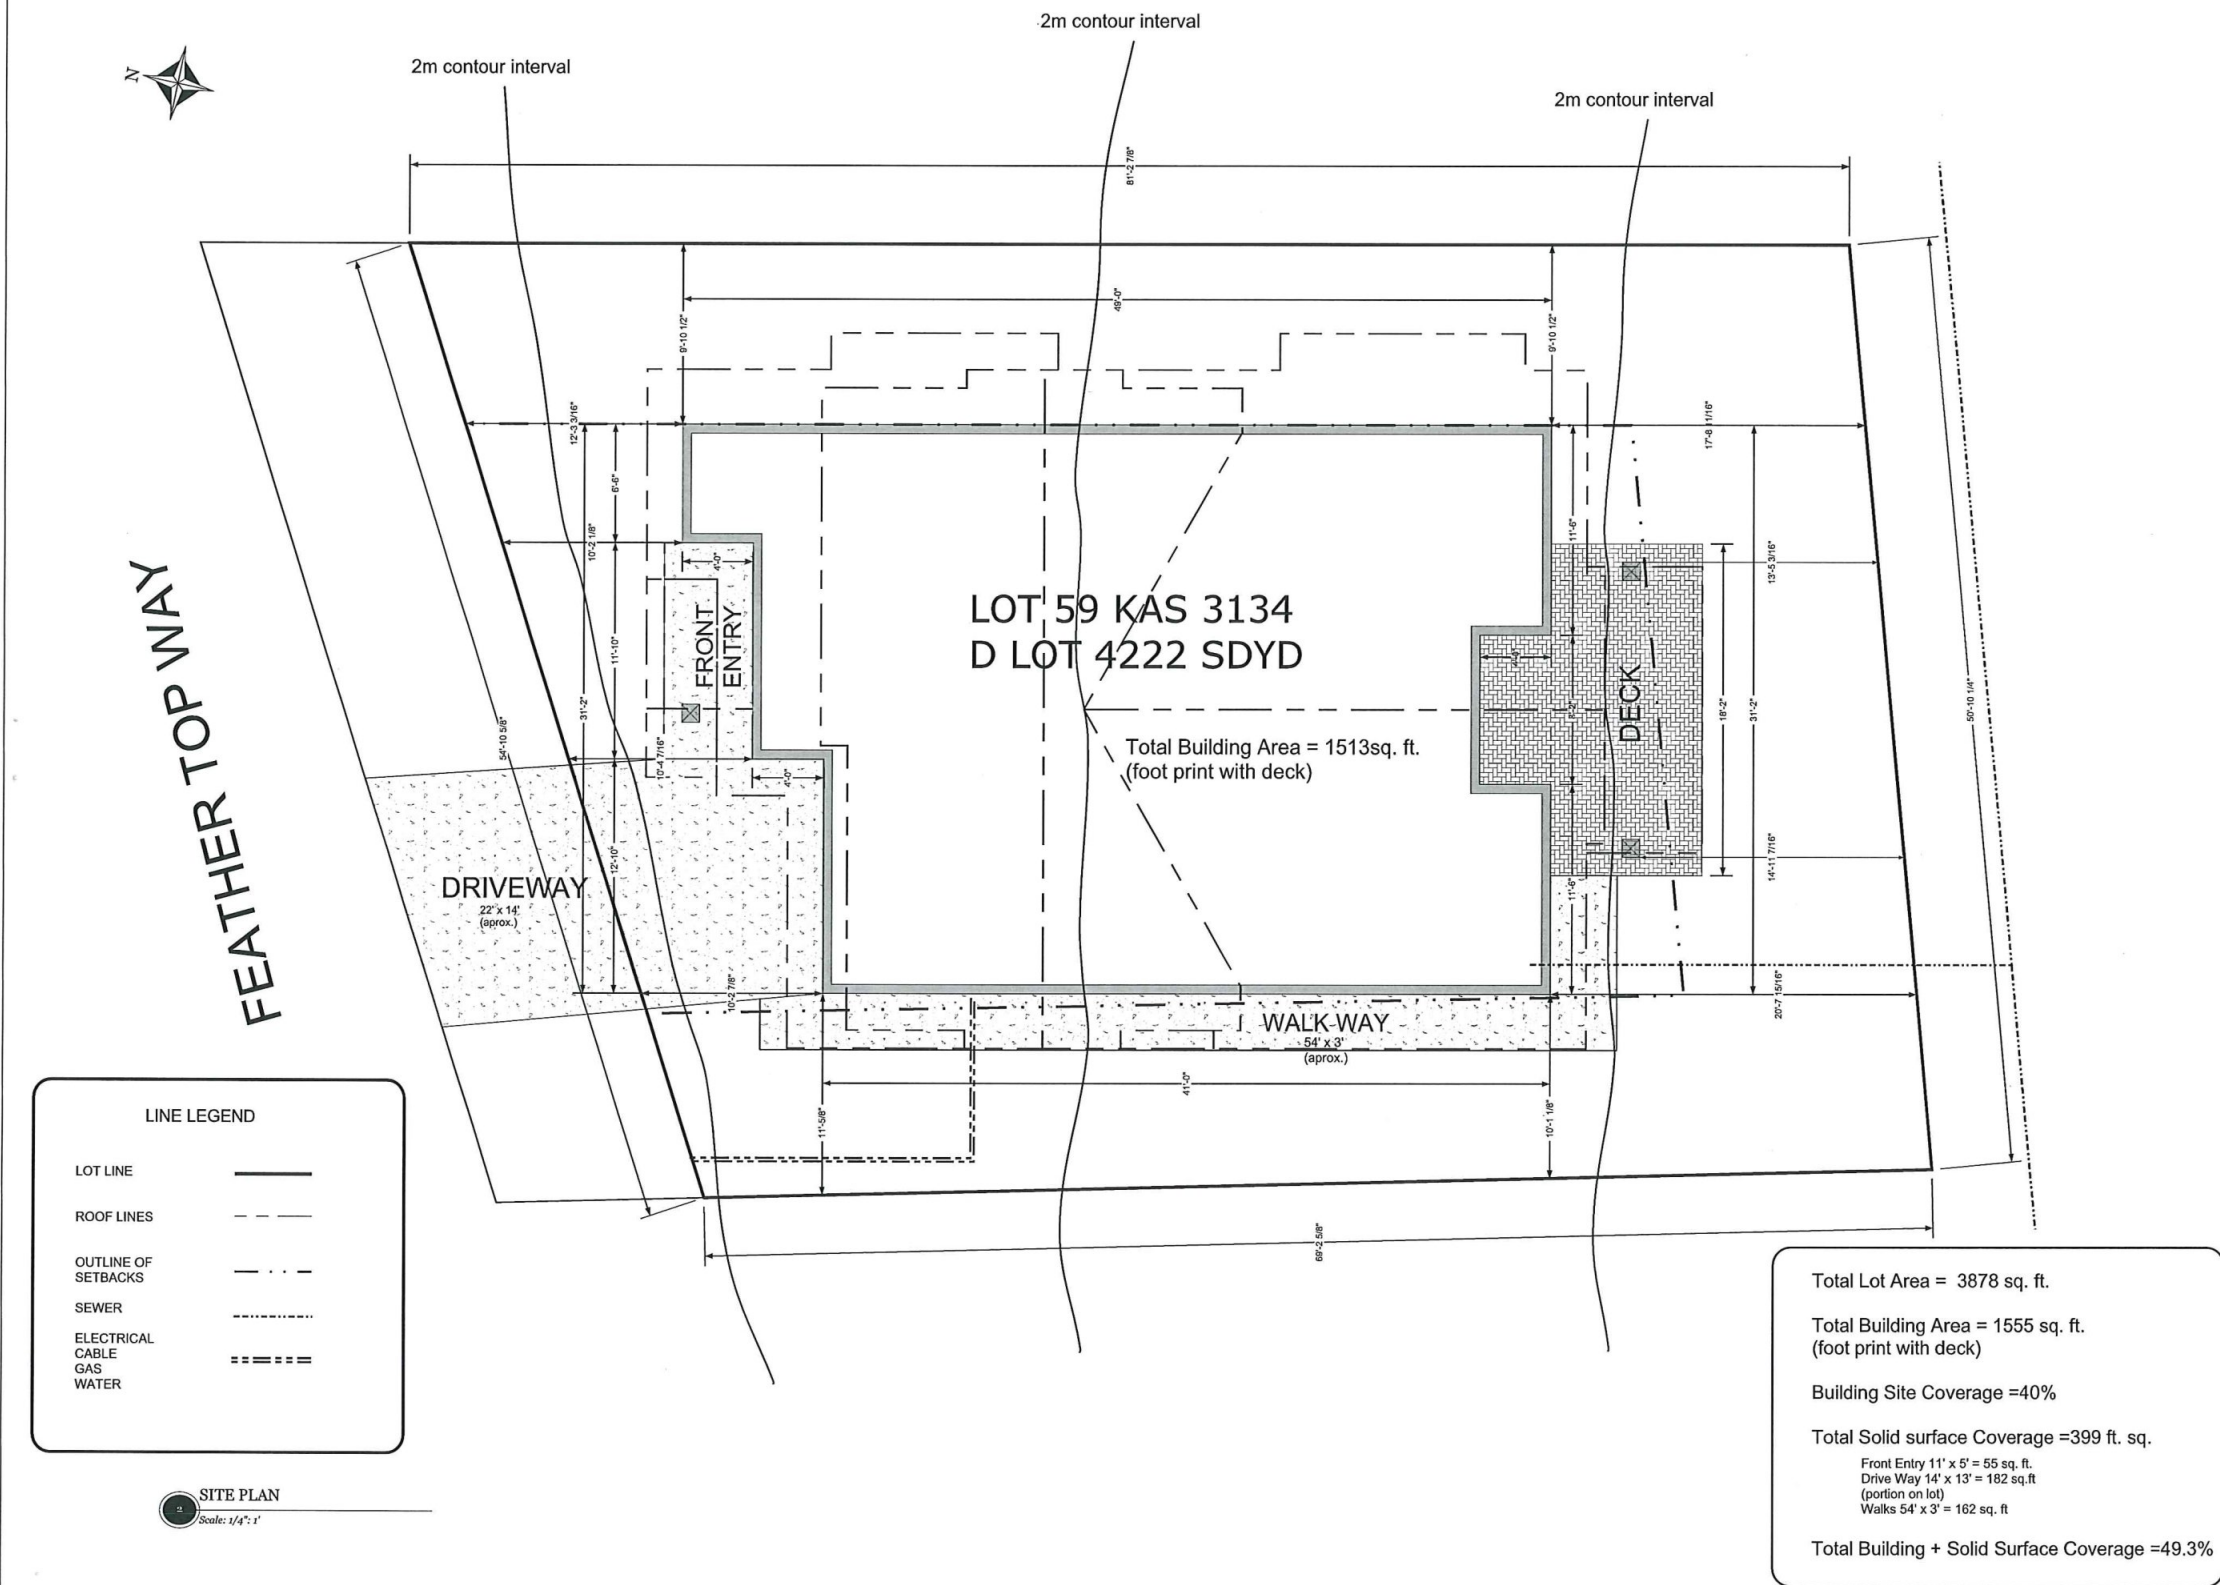 2m contour interval
2m contour interval
2m contour interval
N
81'-2 7/8"
49'-0"
9'-10 1/2"
9'-10 1/2"
12'-3 3/16"
17'-8 11/16"
6'-6"
10'-2 1/8"
11'-6"
13'-5 3/16"
4'-0"
11'-10"
FRONT
ENTRY
LOT 59 KAS 3134
D LOT 4222 SDYD
4'-0"
DECK
31'-2"
18'-2"
31'-2"
50'-10 1/4"
54'-10 5/8"
FEATHER TOP WAY
Total Building Area = 1513sq. ft.
(foot print with deck)
10'-4 7/16"
4'-0"
12'-10"
DRIVEWAY
22' x 14'
(aprox.)
11'-6"
14'-11 7/16"
10'-2 7/8"
20'-7 15/16"
WALK-WAY
54' x 3'
(aprox.)
41'-0"
11'-5/8"
10'-1 1/8"
69'-2 5/8"
LINE LEGEND
LOT LINE
ROOF LINES
OUTLINE OF
SETBACKS
SEWER
ELECTRICAL
CABLE
GAS
WATER
2
SITE PLAN
Scale: 1/4": 1'
Total Lot Area = 3878 sq. ft.
Total Building Area = 1555 sq. ft.
(foot print with deck)
Building Site Coverage =40%
Total Solid surface Coverage =399 ft. sq.
Front Entry 11' x 5' = 55 sq. ft.
Drive Way 14' x 13' = 182 sq.ft
(portion on lot)
Walks 54' x 3' = 162 sq. ft
Total Building + Solid Surface Coverage =49.3%